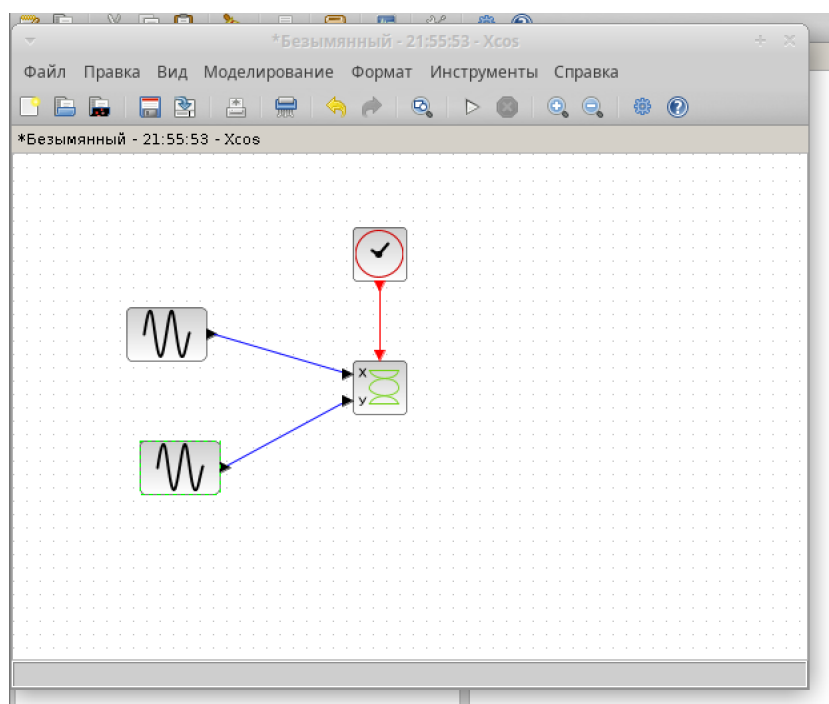 *Безымянный - 21:55:53 - Xcos
Файл Правка Вид Моделирование Формат Инструменты Справка
*Безымянный - 21:55:53 - Xcos
X
y